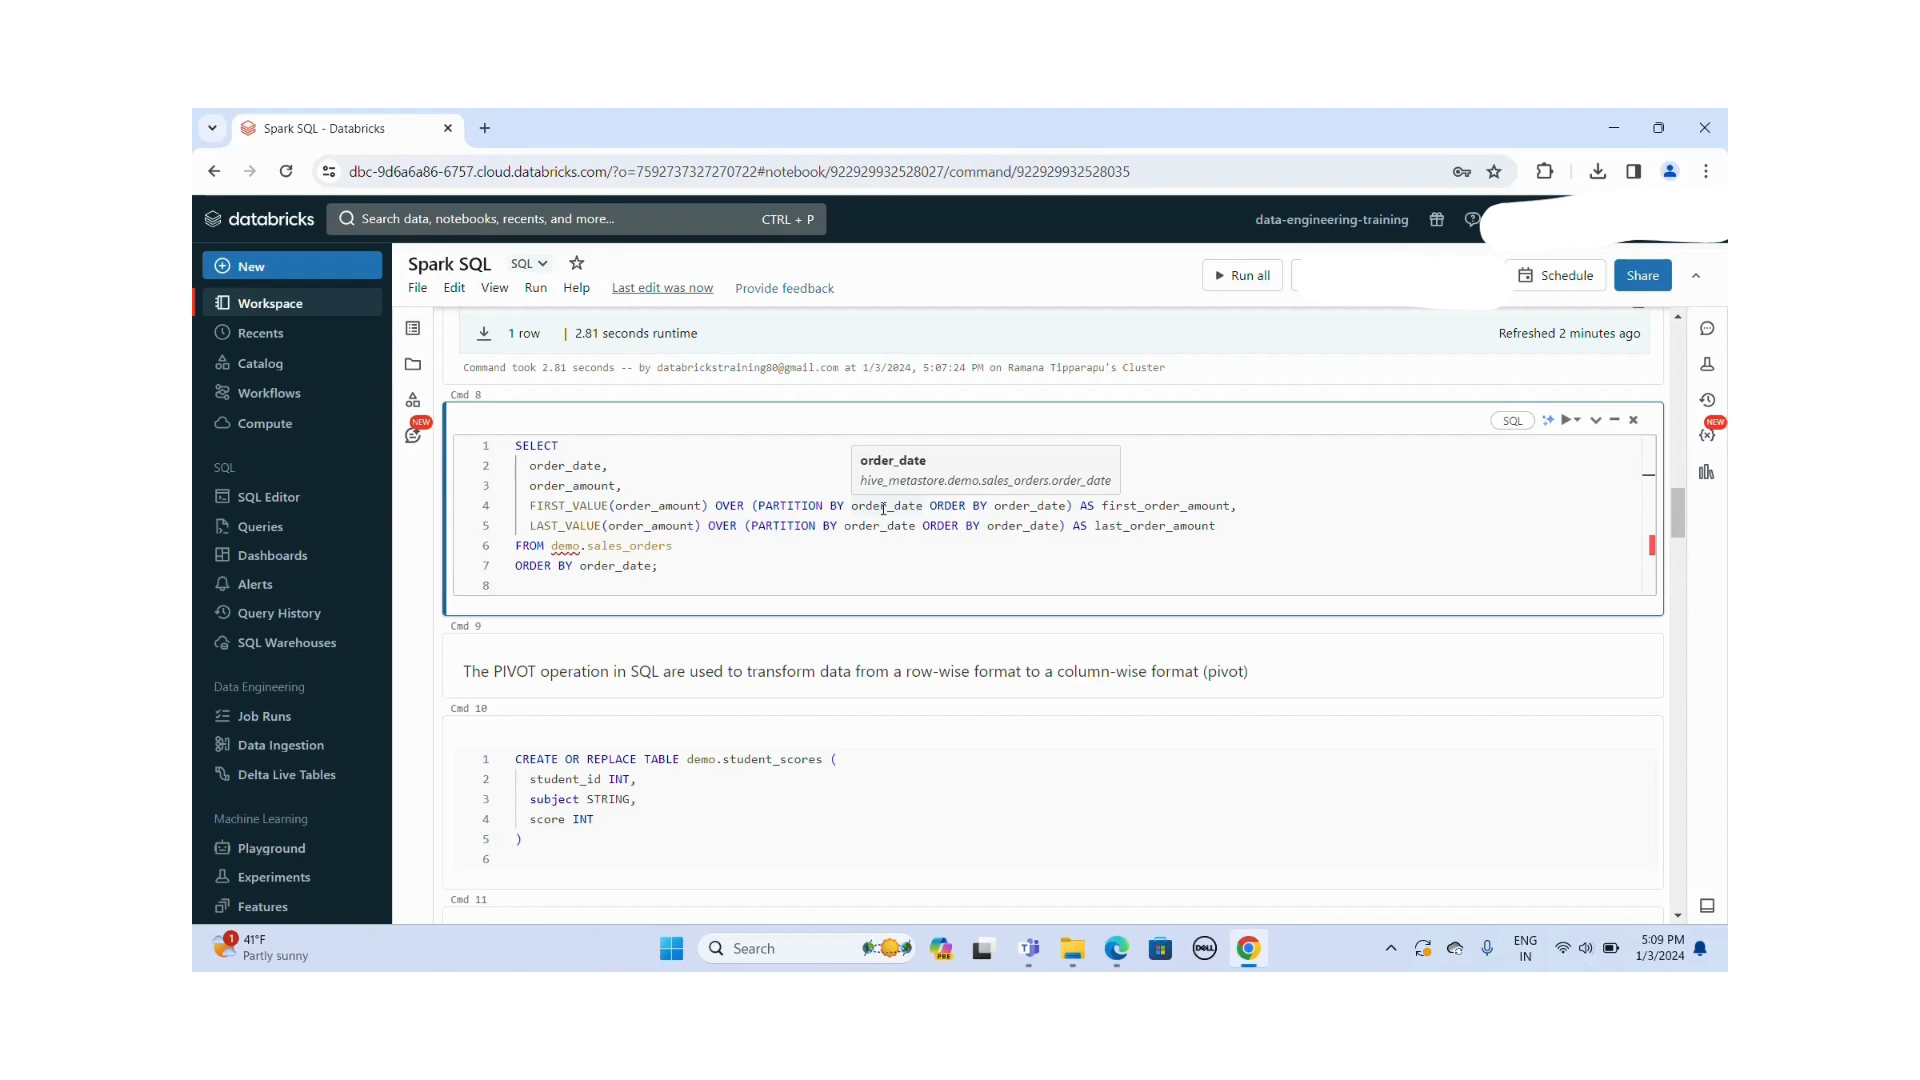 Spark SQL - Databricks
dbc-9d6a6a86-6757.cloud.databricks.com/?o=7592737327270722#notebook/922929932528027/command/922929932528035
databricks
Search data, notebooks, recents, and more...
CTRL + P
data-engineering-training
New
Workspace
Recents
Catalog
Workflows
Compute
SQL
SQL Editor
Queries
Dashboards
Alerts
Query History
SQL Warehouses
Data Engineering
Job Runs
Data Ingestion
Delta Live Tables
Machine Learning
Playground
Experiments
Features
Spark SQL
SQL
File
Edit
View
Run
Help
Last edit was now
Provide feedback
Run all
Schedule
Share
NEW
1 row | 2.81 seconds runtime
Refreshed 2 minutes ago
Command took 2.81 seconds -- by databrickstraining80@gmail.com at 1/3/2024, 5:07:24 PM on Ramana Tipparapu's Cluster
Cmd 8
SQL
order_date
hive_metastore.demo.sales_orders.order_date
1 SELECT
2 order_date,
3 order_amount,
4 FIRST_VALUE(order_amount) OVER (PARTITION BY order_date ORDER BY order_date) AS first_order_amount,
5 LAST_VALUE(order_amount) OVER (PARTITION BY order_date ORDER BY order_date) AS last_order_amount
6 FROM demo.sales_orders
7 ORDER BY order_date;
8
Cmd 9
The PIVOT operation in SQL are used to transform data from a row-wise format to a column-wise format (pivot)
Cmd 10
1 CREATE OR REPLACE TABLE demo.student_scores (
2 student_id INT,
3 subject STRING,
4 score INT
5 )
6
Cmd 11
NEW
1
41°F
Partly sunny
Search
PRE
DELL
ENG
IN
5:09 PM
1/3/2024